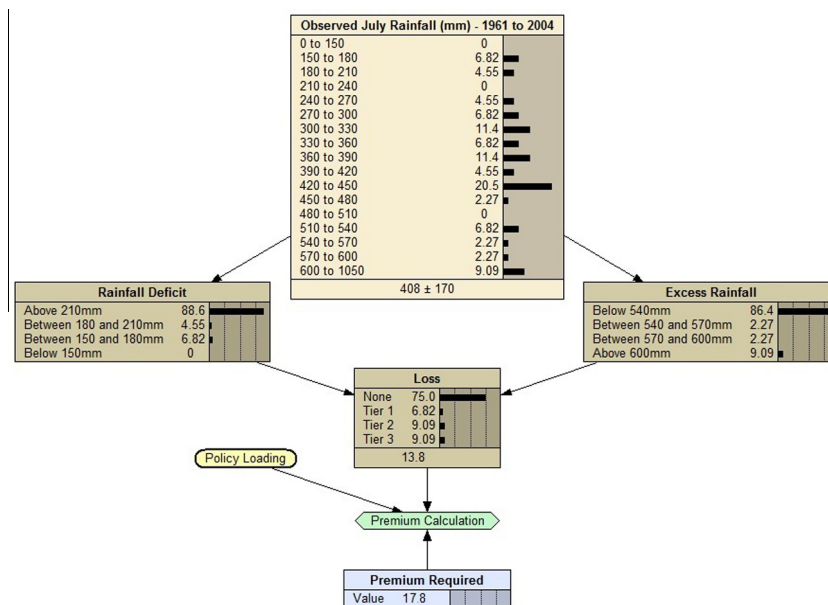 Observed July Rainfall (mm) - 1961 to 2004
0 to 150 0
150 to 180 6.82
180 to 210 4.55
210 to 240 0
240 to 270 4.55
270 to 300 6.82
300 to 330 11.4
330 to 360 6.82
360 to 390 11.4
390 to 420 4.55
420 to 450 20.5
450 to 480 2.27
480 to 510 0
510 to 540 6.82
540 to 570 2.27
570 to 600 2.27
600 to 1050 9.09
408 ± 170
Rainfall Deficit
Above 210mm 88.6
Between 180 and 210mm 4.55
Between 150 and 180mm 6.82
Below 150mm 0
Excess Rainfall
Below 540mm 86.4
Between 540 and 570mm 2.27
Between 570 and 600mm 2.27
Above 600mm 9.09
Loss
None 75.0
Tier 1 6.82
Tier 2 9.09
Tier 3 9.09
13.8
Policy Loading
Premium Calculation
Premium Required
Value 17.8